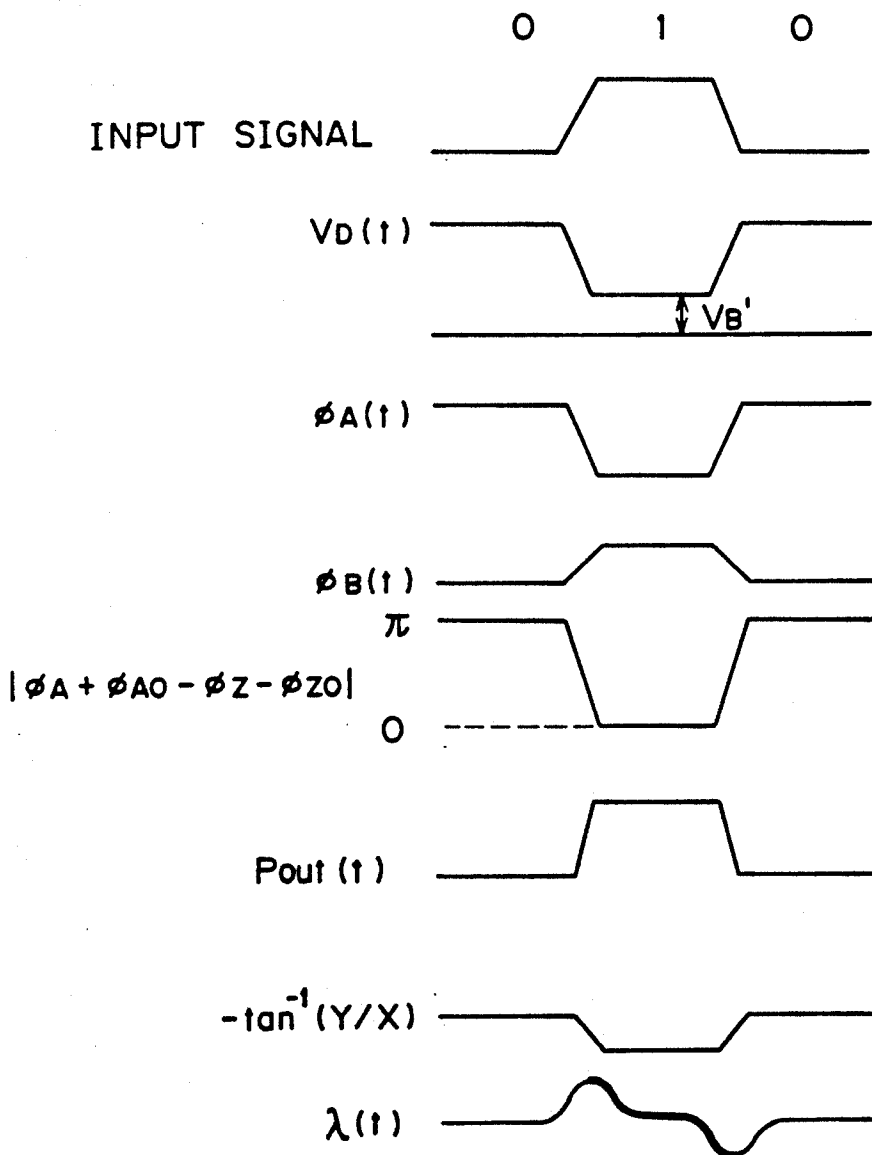 0 1 0
INPUT SIGNAL
VD(t)
VB'
øA(t)
øB(t)
π
|øA + øAO - øZ - øZO|
0
Pout(t)
-tan⁻¹(Y/X)
λ(t)